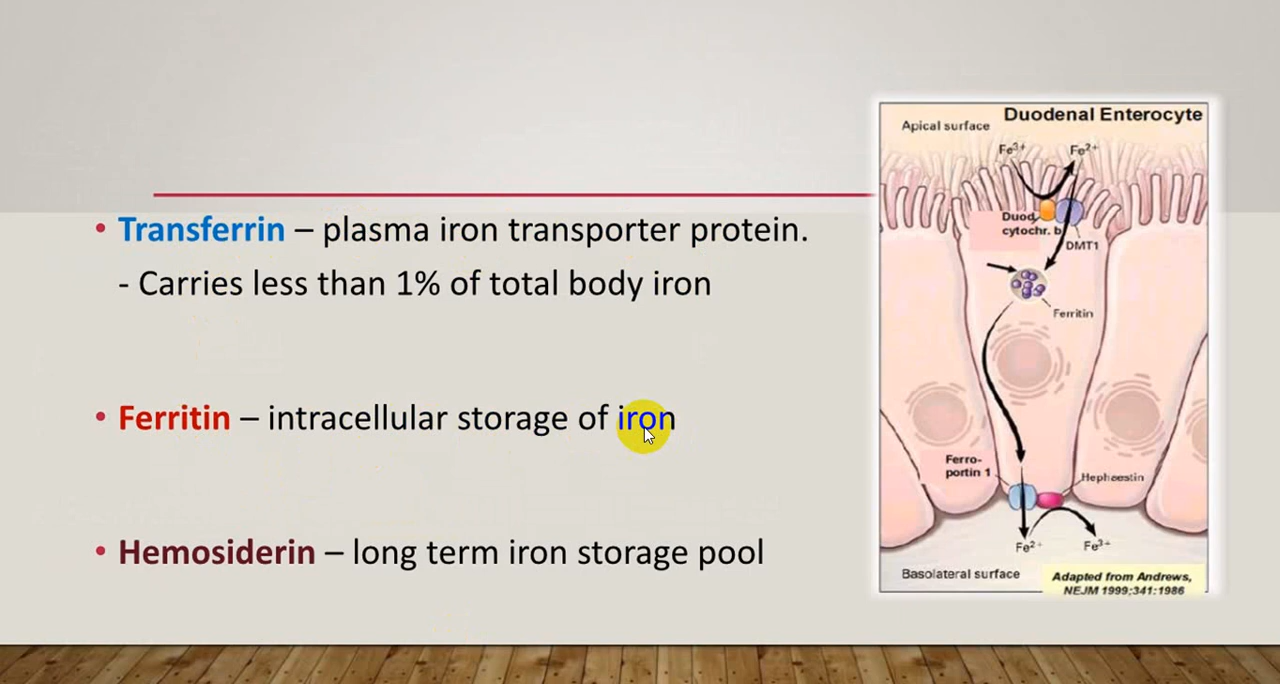 • Transferrin – plasma iron transporter protein.
- Carries less than 1% of total body iron
• Ferritin – intracellular storage of iron
• Hemosiderin – long term iron storage pool
Duodenal Enterocyte
Apical surface
Fe3+ Fe2+
Duod.
cytochr. b
DMT1
Ferritin
Ferro-
portin 1
Hephaestin
Fe2+ Fe3+
Basolateral surface
Adapted from Andrews,
NEJM 1999;341:1986